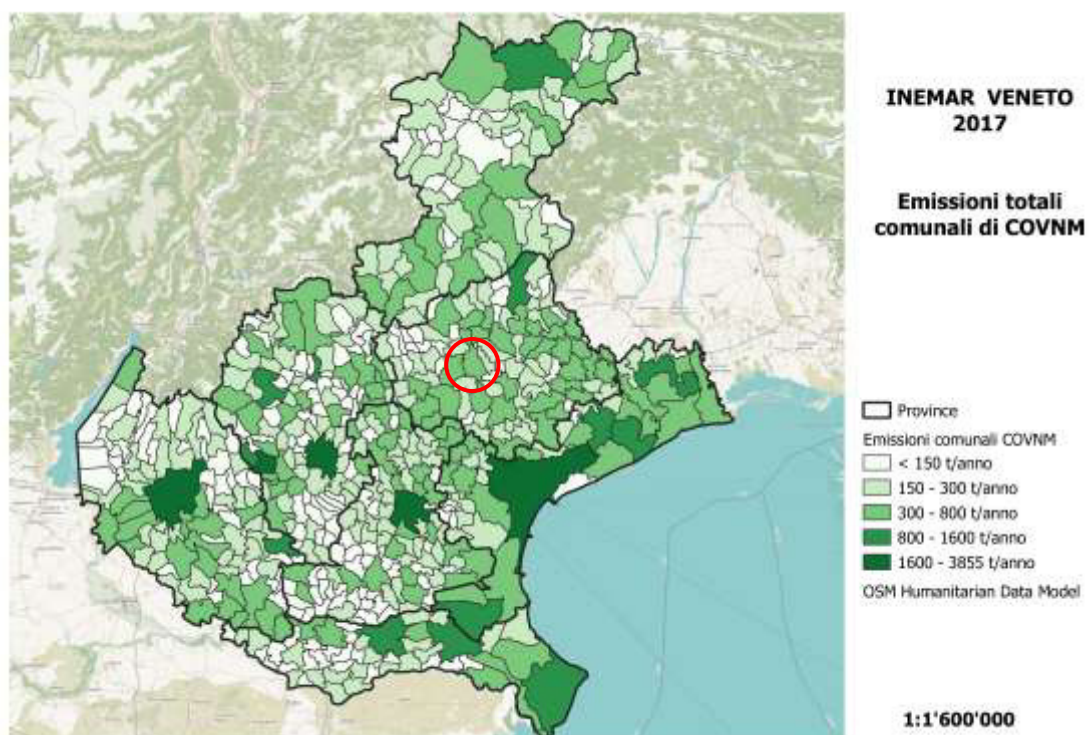 INEMAR VENETO
2017
Emissioni totali
comunali di COVNM
Province
Emissioni comunali COVNM
< 150 t/anno
150 - 300 t/anno
300 - 800 t/anno
800 - 1600 t/anno
1600 - 3855 t/anno
OSM Humanitarian Data Model
1:1'600'000